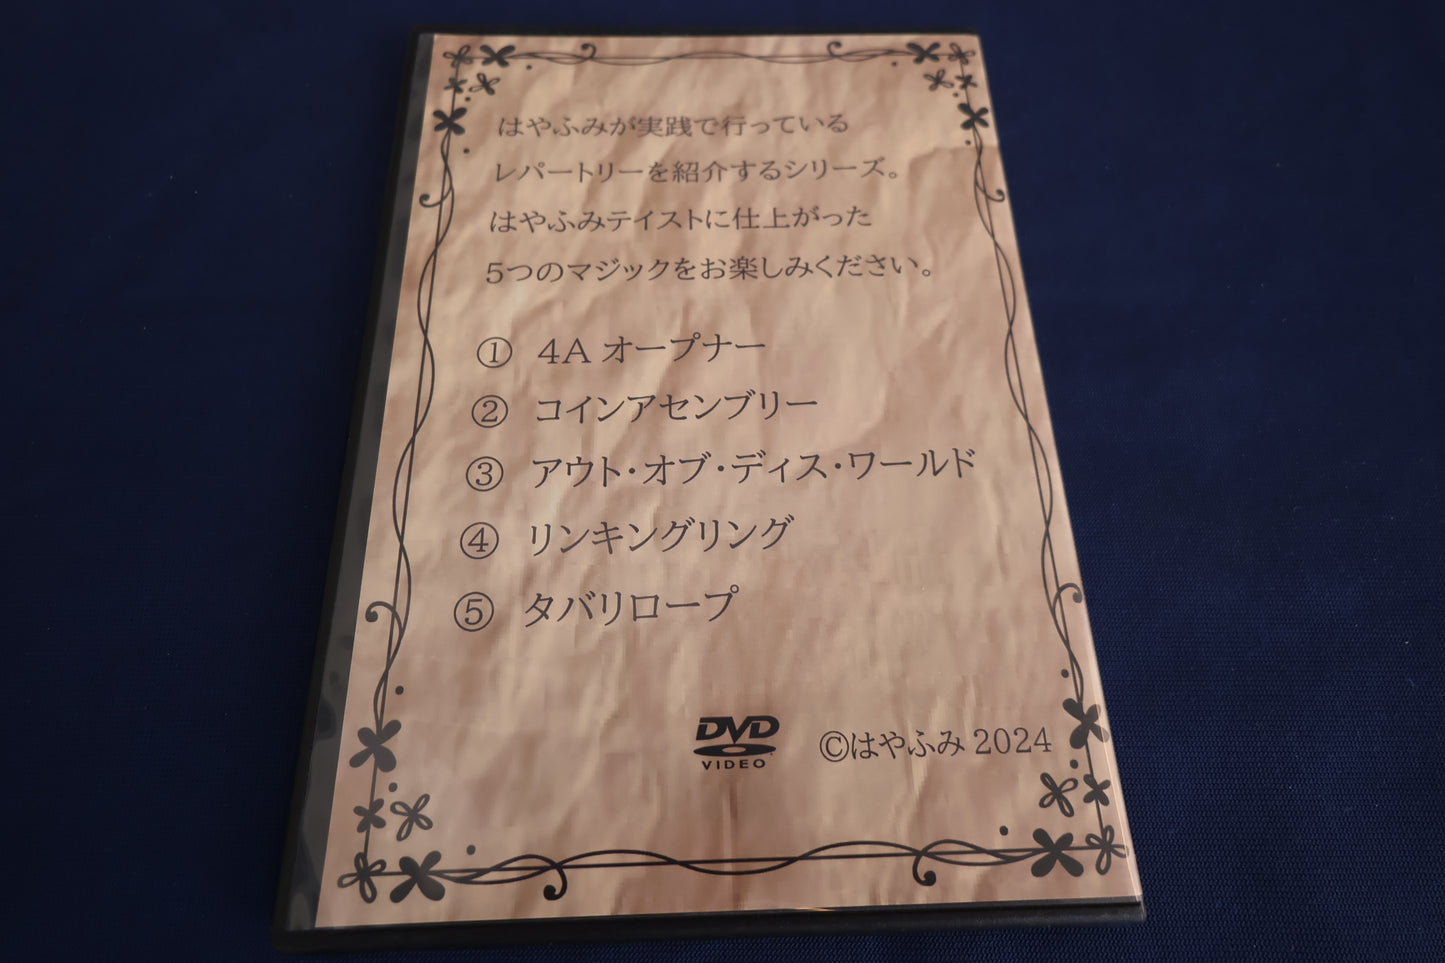 はやふみが実践で行っている
レパートリーを紹介するシリーズ。
はやふみテイストに仕上がった
５つのマジックをお楽しみください。
① 4A オープナー
② コインアセンブリー
③ アウト・オブ・ディス・ワールド
④ リンキングリング
⑤ タバリロープ
DVD
VIDEO
©はやふみ 2024